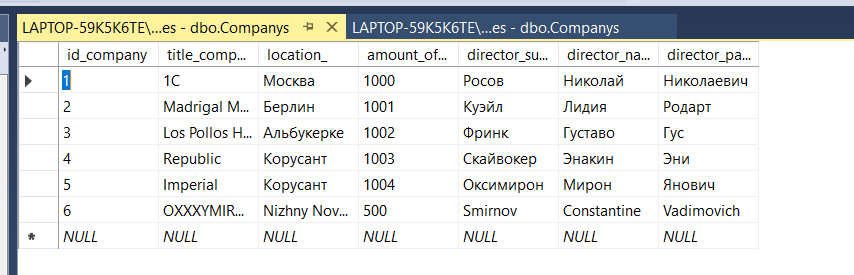 LAPTOP-59K5K6TE\...es - dbo.Companys LAPTOP-59K5K6TE\...es - dbo.Companys
id_company title_comp... location_ amount_of... director_su... director_na... director_pa...
1 1C Москва 1000 Росов Николай Николаевич
2 Madrigal M... Берлин 1001 Куэйл Лидия Родарт
3 Los Pollos H... Альбукерке 1002 Фринк Густаво Гус
4 Republic Корусант 1003 Скайвокер Энакин Эни
5 Imperial Корусант 1004 Оксимирон Мирон Янович
6 OXXXYMIR... Nizhny Nov... 500 Smirnov Constantine Vadimovich
NULL NULL NULL NULL NULL NULL NULL